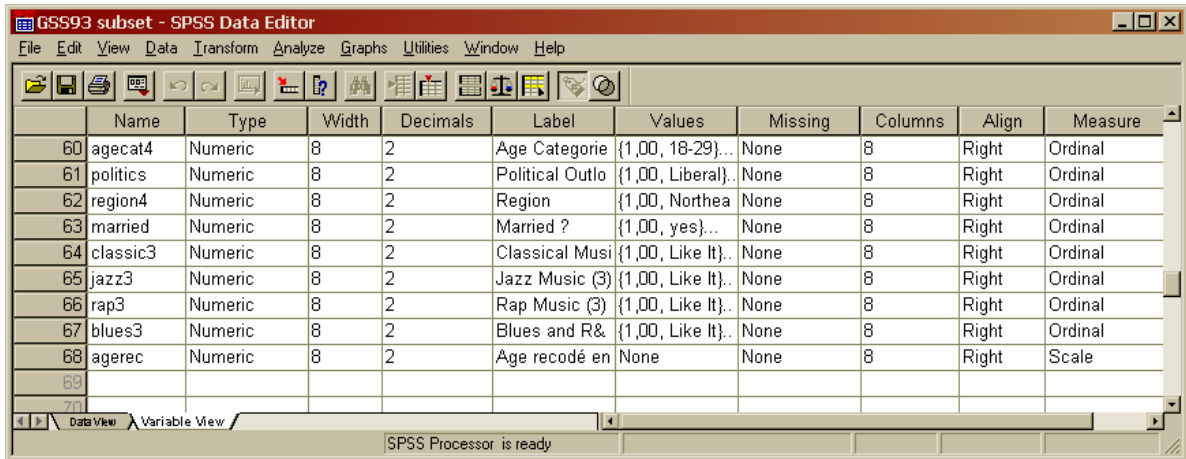 GSS93 subset - SPSS Data Editor
File Edit View Data Transform Analyze Graphs Utilities Window Help
Name Type Width Decimals Label Values Missing Columns Align Measure
60 agecat4 Numeric 8 2 Age Categorie {1,00, 18-29}... None 8 Right Ordinal
61 politics Numeric 8 2 Political Outlo {1,00, Liberal}.. None 8 Right Ordinal
62 region4 Numeric 8 2 Region {1,00, Northea None 8 Right Ordinal
63 married Numeric 8 2 Married ? {1,00, yes}... None 8 Right Ordinal
64 classic3 Numeric 8 2 Classical Musi {1,00, Like It}.. None 8 Right Ordinal
65 jazz3 Numeric 8 2 Jazz Music (3) {1,00, Like It}.. None 8 Right Ordinal
66 rap3 Numeric 8 2 Rap Music (3) {1,00, Like It}.. None 8 Right Ordinal
67 blues3 Numeric 8 2 Blues and R& {1,00, Like It}.. None 8 Right Ordinal
68 agerec Numeric 8 2 Age recodé en None None 8 Right Scale
69
70
Data View Variable View
SPSS Processor is ready